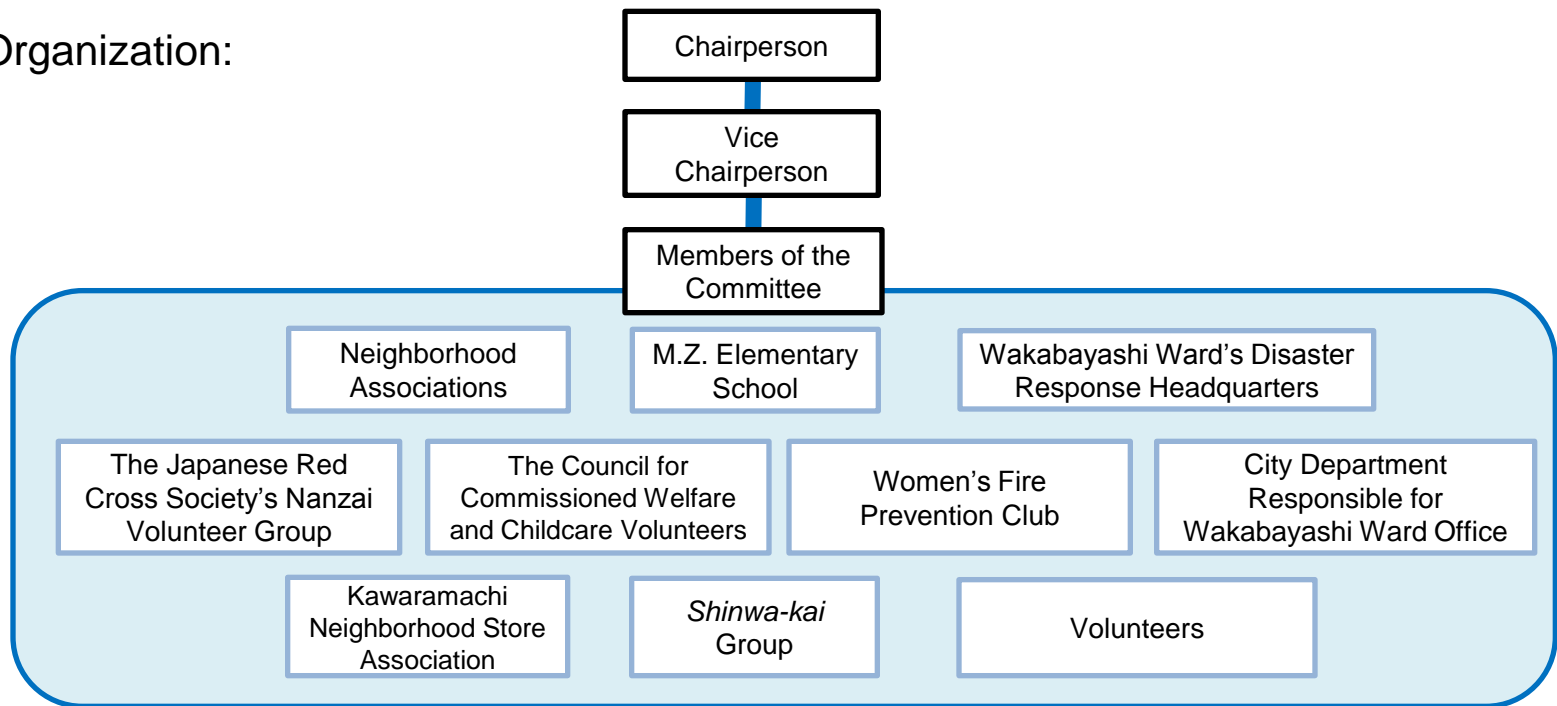 Organization:
Chairperson
Vice
Chairperson
Members of the
Committee
Neighborhood
Associations
M.Z. Elementary
School
Wakabayashi Ward’s Disaster
Response Headquarters
The Japanese Red
Cross Society’s Nanzai
Volunteer Group
The Council for
Commissioned Welfare
and Childcare Volunteers
Women’s Fire
Prevention Club
City Department
Responsible for
Wakabayashi Ward Office
Kawaramachi
Neighborhood Store
Association
Shinwa-kai
Group
Volunteers